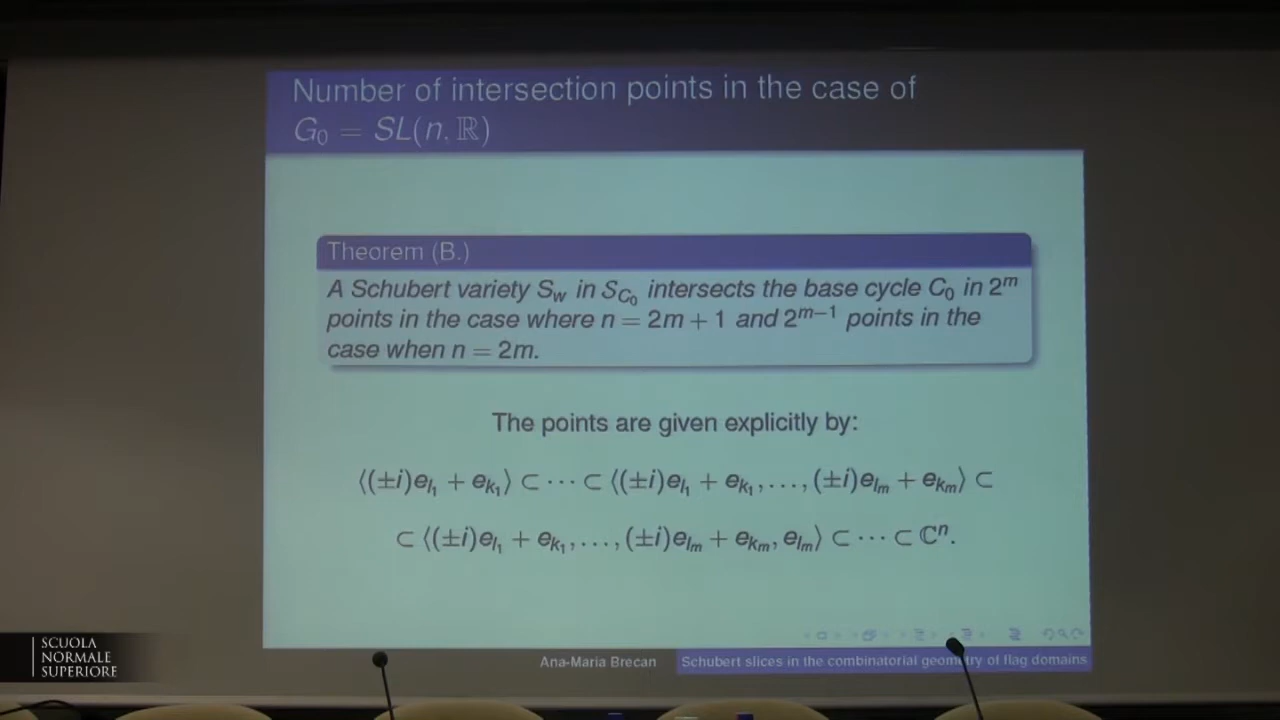 Number of intersection points in the case of
G₀ = SL(n, ℝ)
Theorem (B.)
A Schubert variety S_w in S_{C₀} intersects the base cycle C₀ in 2^m
points in the case where n = 2m + 1 and 2^{m−1} points in the
case when n = 2m.
The points are given explicitly by:
⟨(±i)e_{l₁} + e_{k₁}⟩ ⊂ ⋯ ⊂ ⟨(±i)e_{l₁} + e_{k₁}, …, (±i)e_{l_m} + e_{k_m}⟩ ⊂
⊂ ⟨(±i)e_{l₁} + e_{k₁}, …, (±i)e_{l_m} + e_{k_m}, e_{l_m}⟩ ⊂ ⋯ ⊂ ℂⁿ.
Ana-Maria Brecan Schubert slices in the combinatorial geometry of flag domains
SCUOLA
NORMALE
SUPERIORE